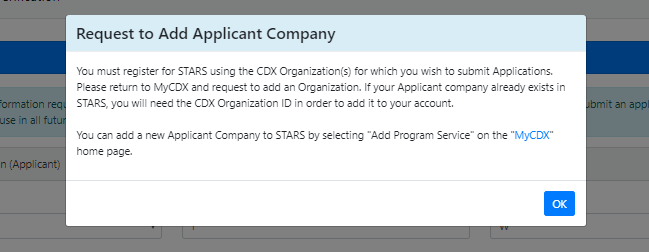 Request to Add Applicant Company
You must register for STARS using the CDX Organization(s) for which you wish to submit Applications.
Please return to MyCDX and request to add an Organization. If your Applicant company already exists in
STARS, you will need the CDX Organization ID in order to add it to your account.
formation requ
ubmit an appl
use in all futur
You can add a new Applicant Company to STARS by selecting "Add Program Service" on the "MyCDX"
home page.
n (Applicant)
OK